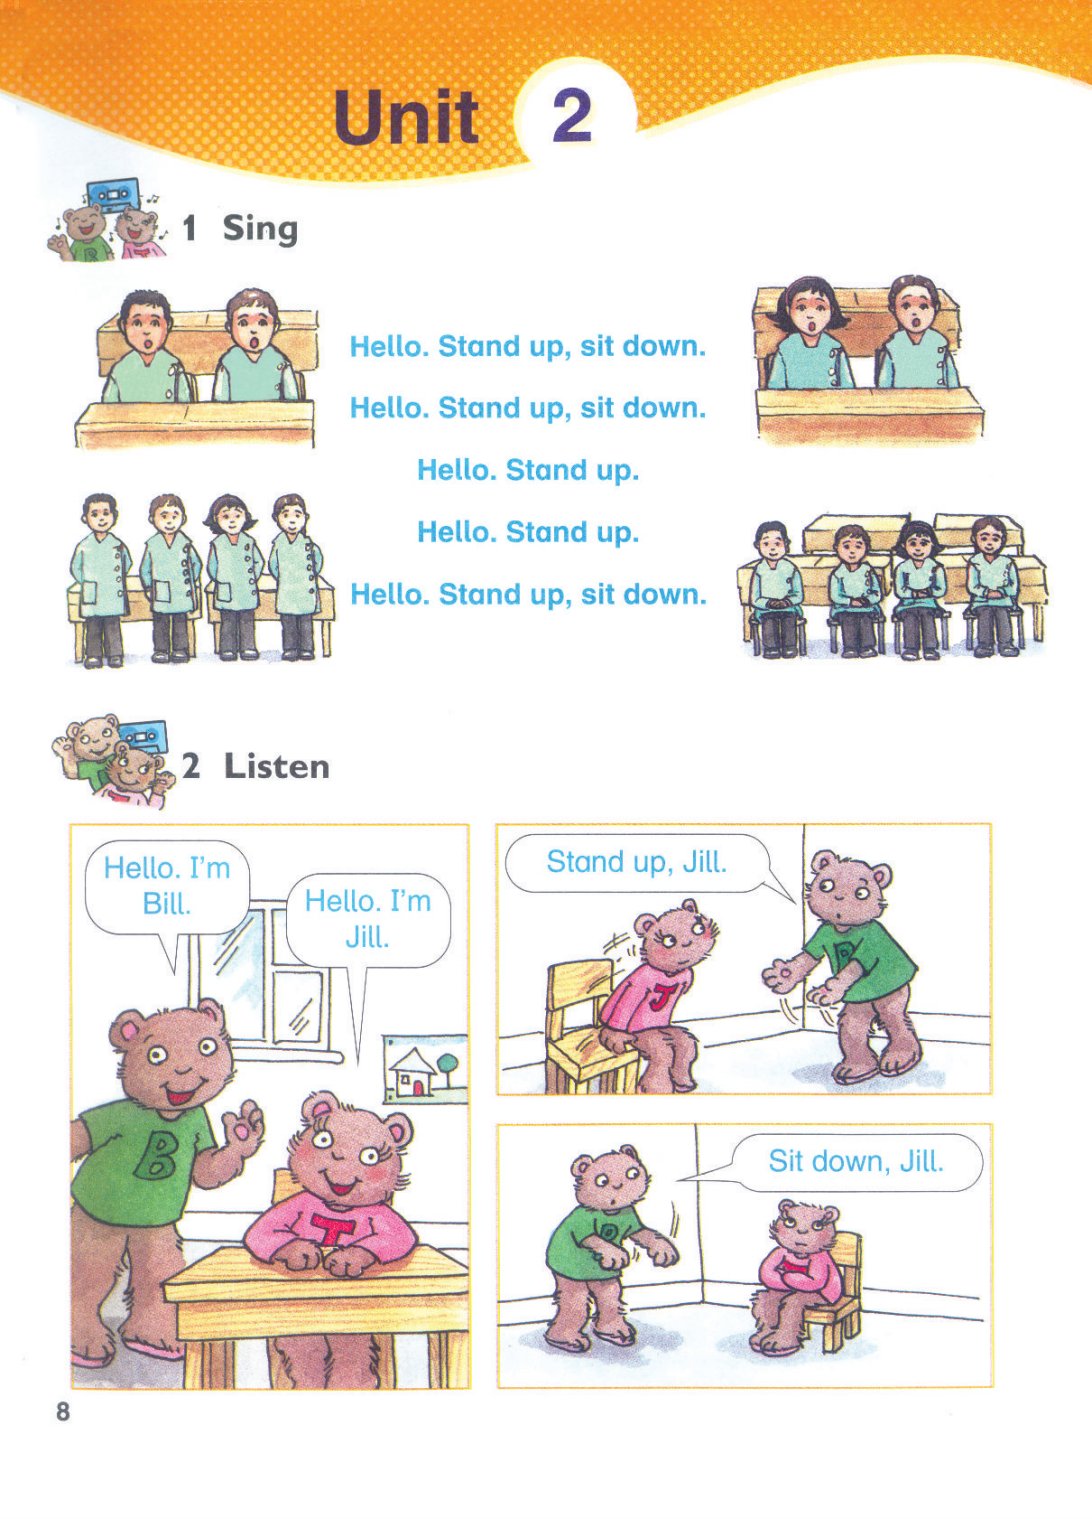 Unit 2
1 Sing
Hello. Stand up, sit down.
Hello. Stand up, sit down.
Hello. Stand up.
Hello. Stand up.
Hello. Stand up, sit down.
2 Listen
Hello. I'm
Bill.
Hello. I'm
Jill.
B
J
Stand up, Jill.
J
B
Sit down, Jill.
B
J
8